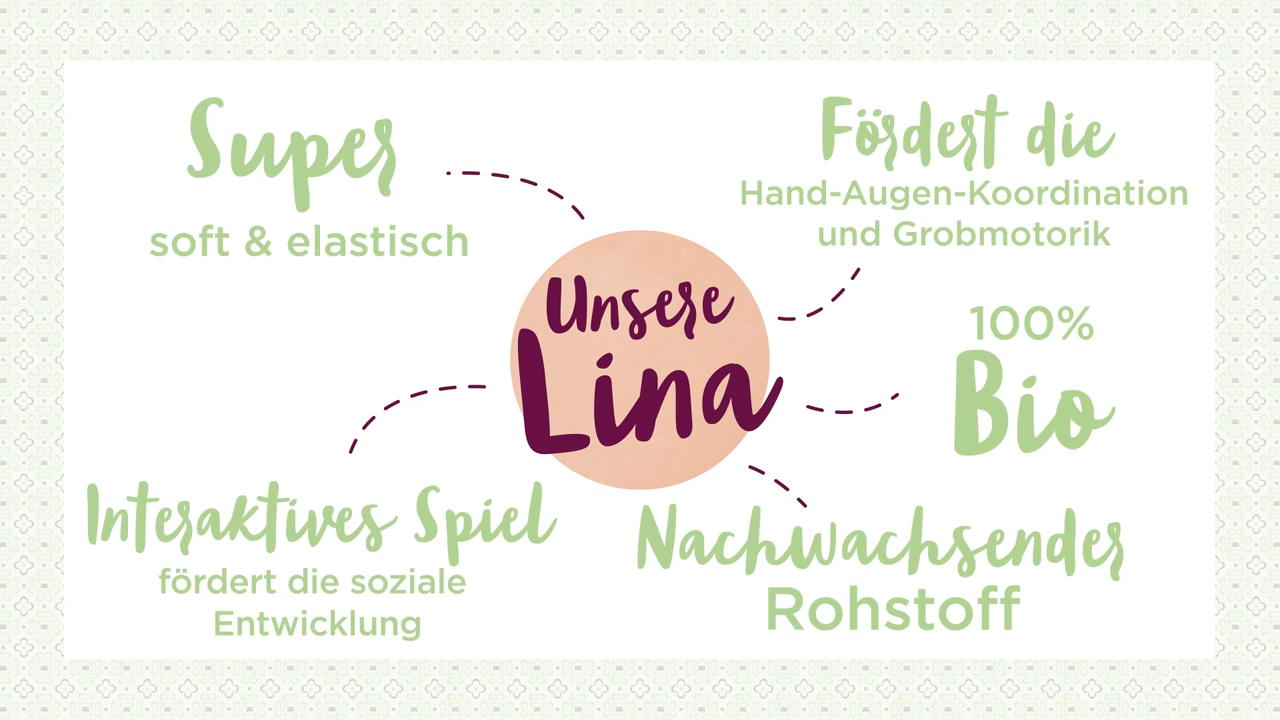 Super
soft & elastisch
Fördert die
Hand-Augen-Koordination
und Grobmotorik
Unsere
Lina
100%
Bio
Interaktives Spiel
fördert die soziale
Entwicklung
Nachwachsender
Rohstoff